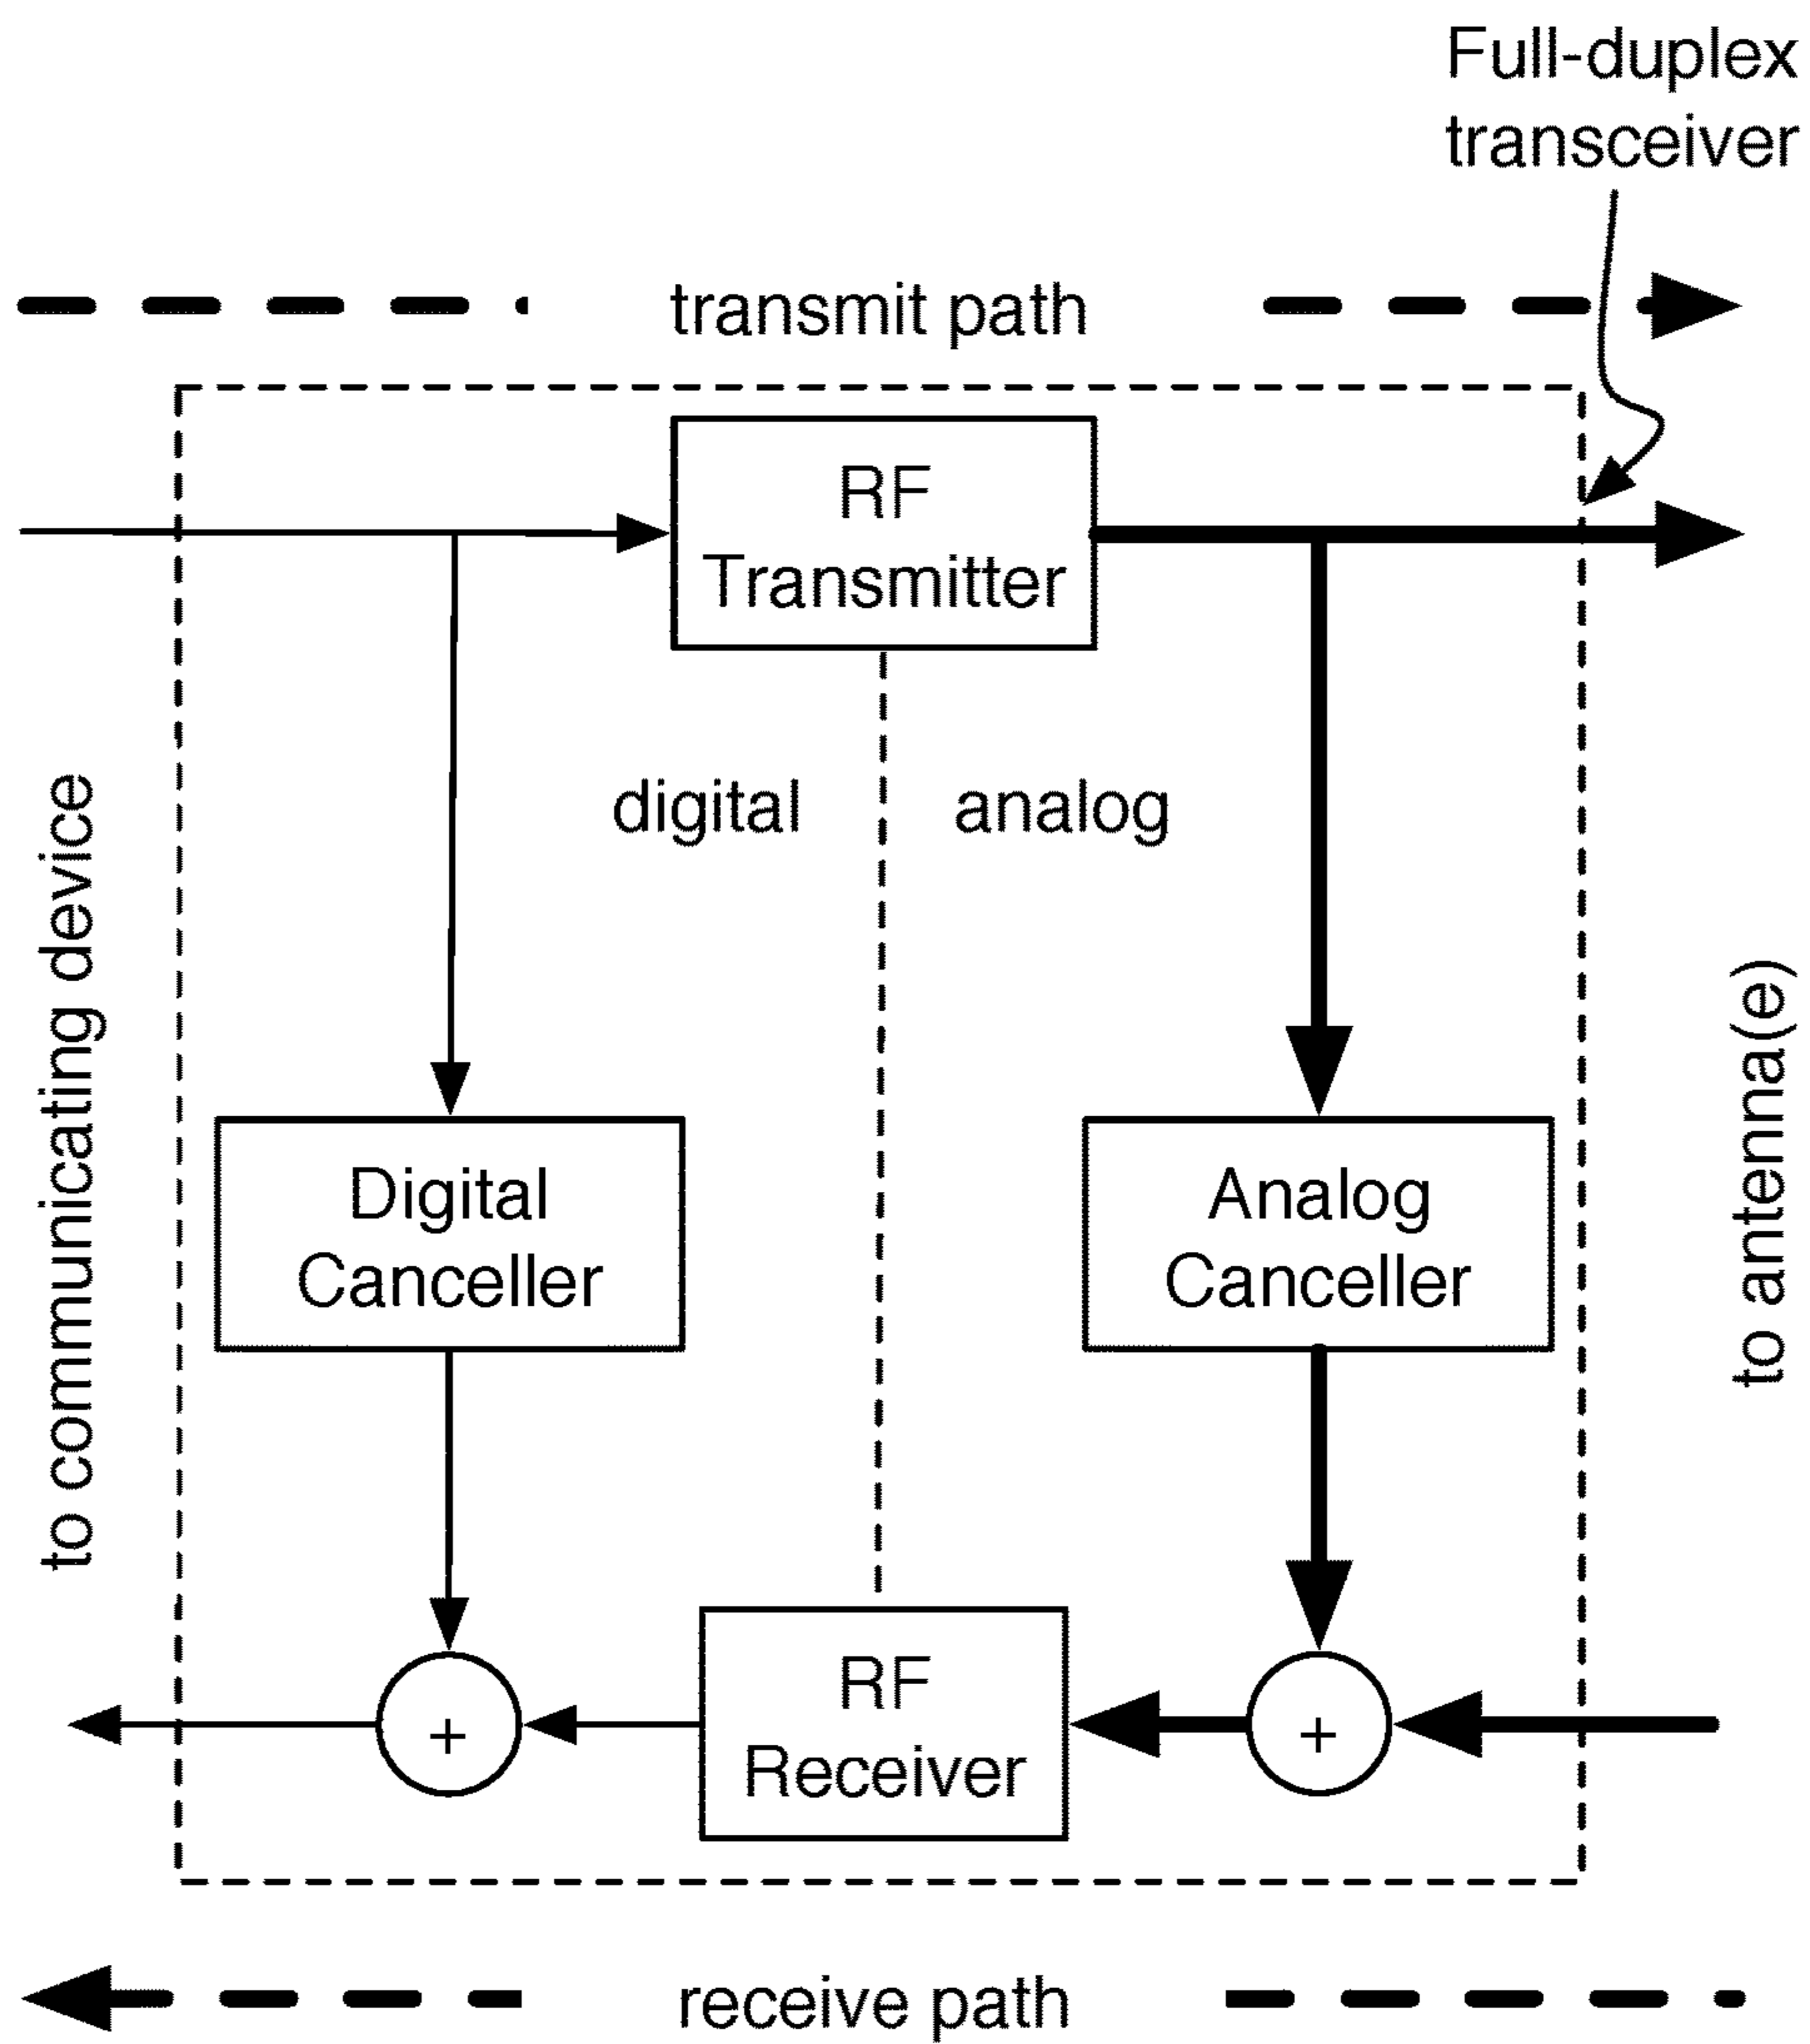 Full-duplex
transceiver
transmit path
RF
Transmitter
digital
analog
to communicating device
to antenna(e)
Digital
Canceller
Analog
Canceller
RF
Receiver
+
+
receive path